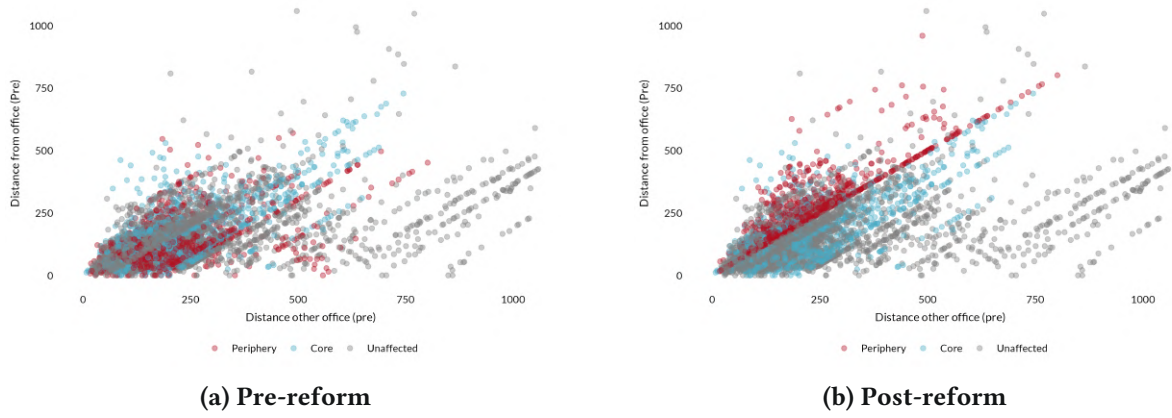 1000
750
500
250
0
Distance from office (Pre)
0 250 500 750 1000
Distance other office (pre)
Periphery Core Unaffected
(a) Pre-reform
1000
750
500
250
0
Distance from office (Pre)
0 250 500 750 1000
Distance other office (pre)
Periphery Core Unaffected
(b) Post-reform